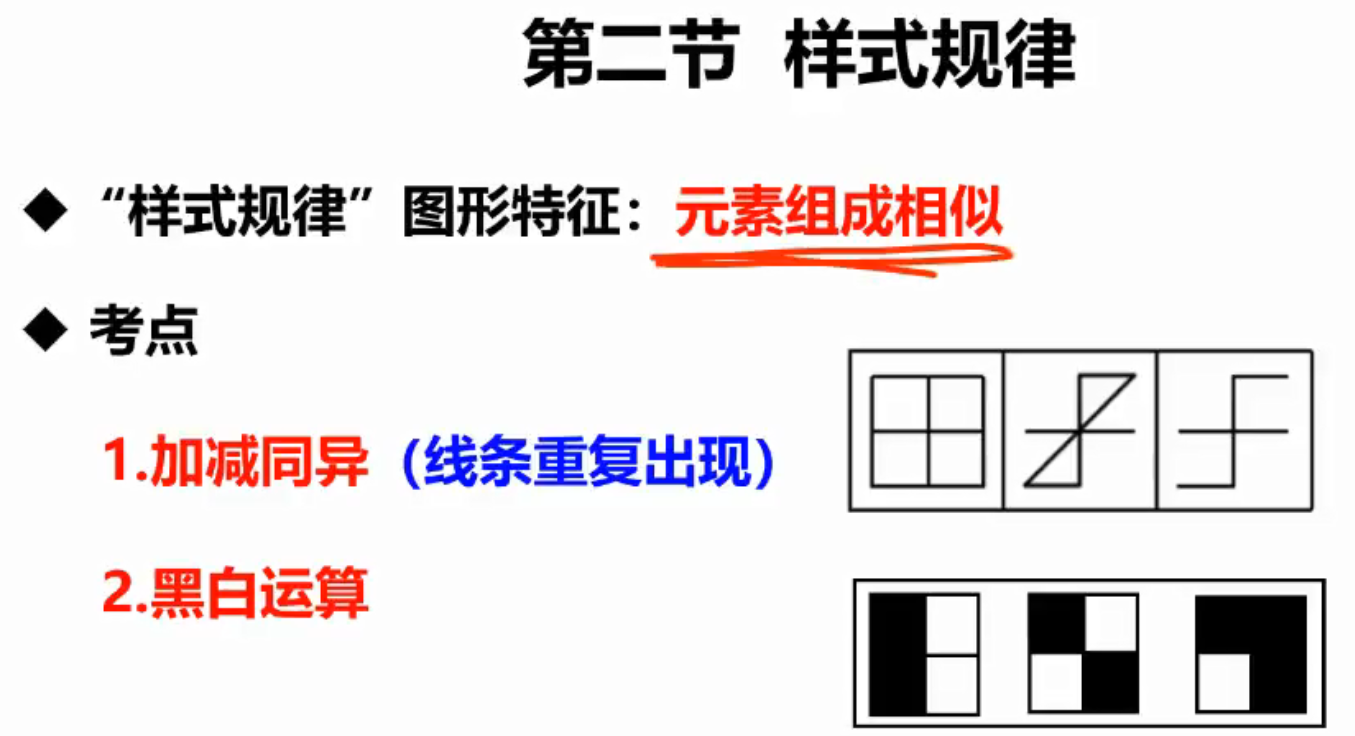 第二节 样式规律
◆ “样式规律”图形特征：元素组成相似
◆ 考点
1.加减同异（线条重复出现）
2.黑白运算